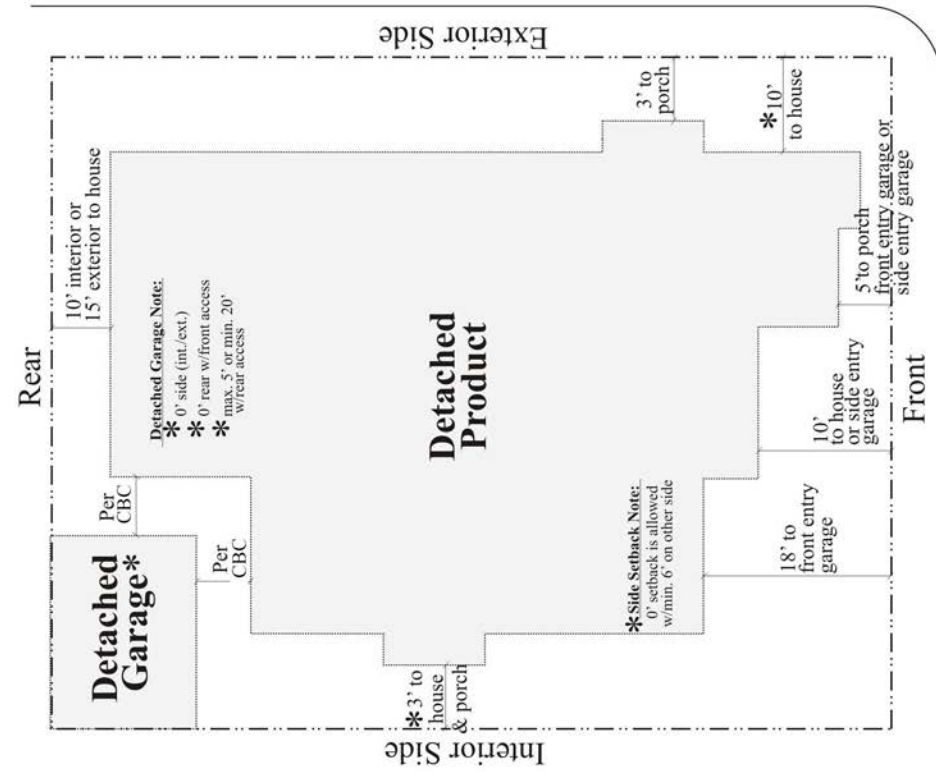 Rear
Exterior Side
10’ interior or
15’ exterior to house
Detached Garage Note:
* 0’ side (int./ext.)
* 0’ rear w/front access
* max. 5’ or min. 20’
w/rear access
Per
CBC
Per
CBC
Detached
Garage*
3’ to
porch
*10’
to house
Detached
Product
*Side Setback Note:
0’ setback is allowed
w/min. 6’ on other side
*3’ to
house
& porch
Interior Side
18’ to
front entry
garage
10’
to house
or side entry
garage
5’to porch
front entry garage or
side entry garage
Front